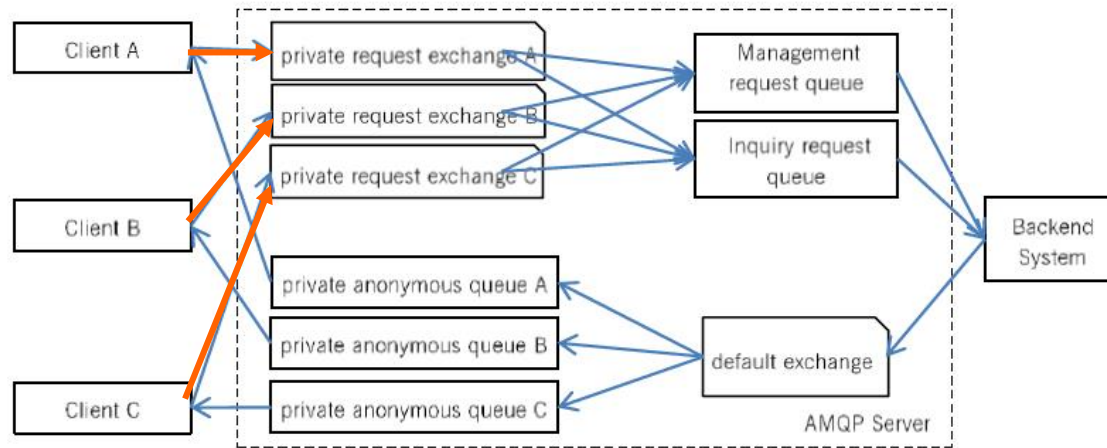 Client A
private request exchange A
Management
request queue
private request exchange B
Inquiry request
queue
private request exchange C
Client B
Backend
System
private anonymous queue A
private anonymous queue B
default exchange
Client C
private anonymous queue C
AMQP Server